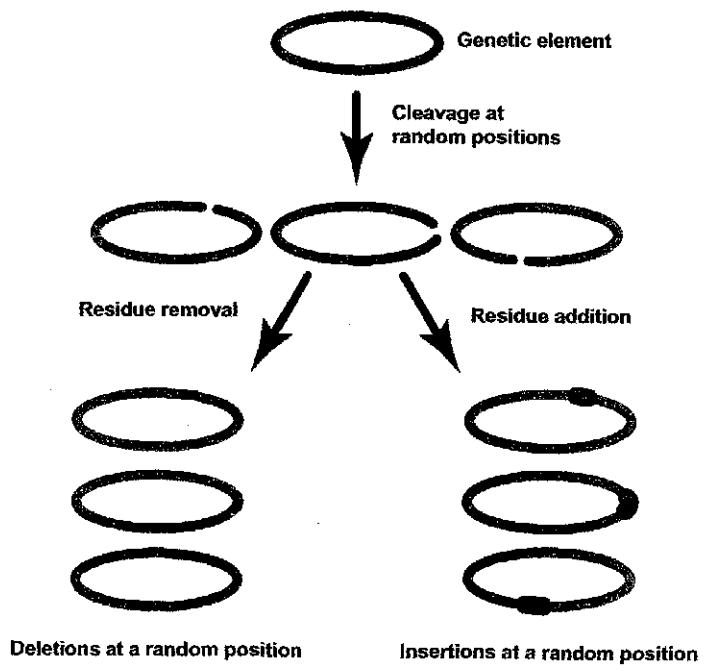 Genetic element
Cleavage at
random positions
Residue removal
Residue addition
Deletions at a random position
Insertions at a random position